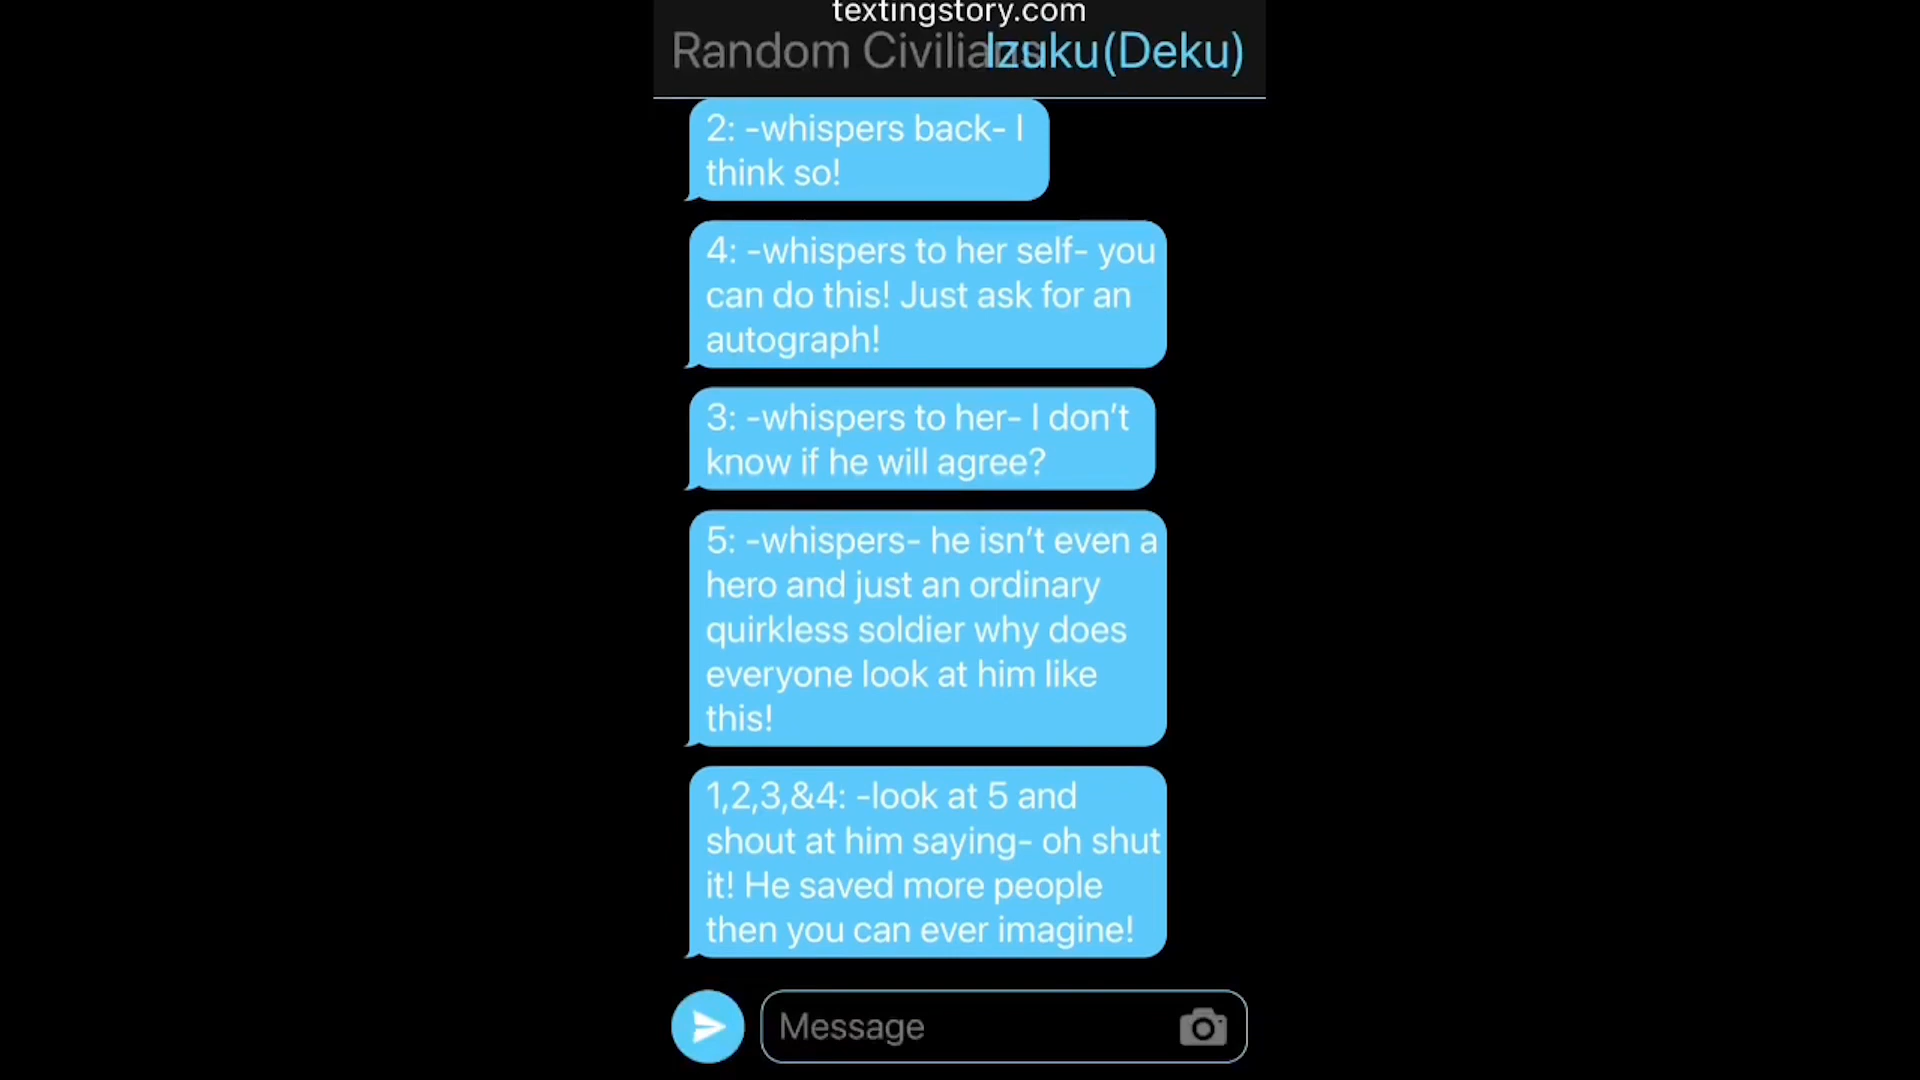 textingstory.com
Random Civilians
Izuku(Deku)
2: -whispers back- I
think so!
4: -whispers to her self- you
can do this! Just ask for an
autograph!
3: -whispers to her- I don’t
know if he will agree?
5: -whispers- he isn’t even a
hero and just an ordinary
quirkless soldier why does
everyone look at him like
this!
1,2,3,&4: -look at 5 and
shout at him saying- oh shut
it! He saved more people
then you can ever imagine!
Message